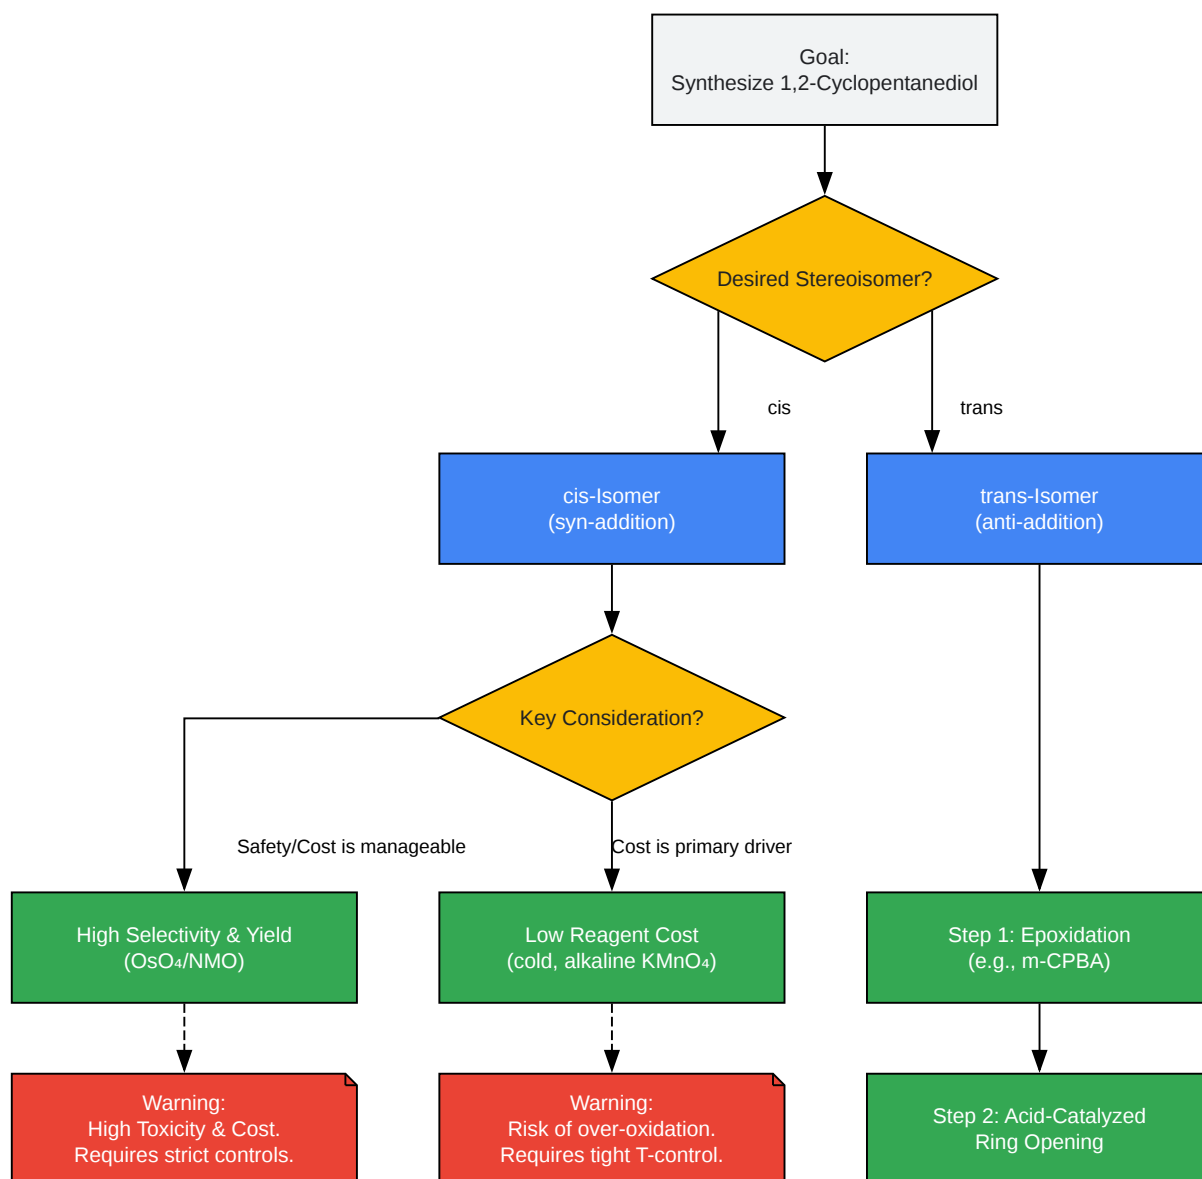 Goal:
Synthesize 1,2-Cyclopentanediol
Desired Stereoisomer?
cis
trans
cis-Isomer
(syn-addition)
trans-Isomer
(anti-addition)
Key Consideration?
Safety/Cost is manageable
Cost is primary driver
High Selectivity & Yield
(OsO₄/NMO)
Low Reagent Cost
(cold, alkaline KMnO₄)
Step 1: Epoxidation
(e.g., m-CPBA)
Warning:
High Toxicity & Cost.
Requires strict controls.
Warning:
Risk of over-oxidation.
Requires tight T-control.
Step 2: Acid-Catalyzed
Ring Opening